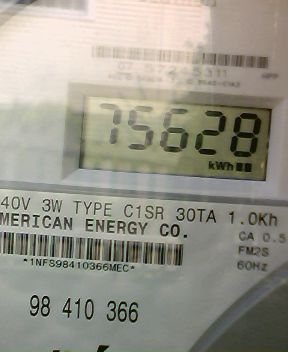 75628
kWh
40V 3W TYPE C1SR 30TA 1.0Kh
MERICAN ENERGY CO.
CA 0.5
FM2S
60Hz
*1NFS98410366MEC*
98 410 366